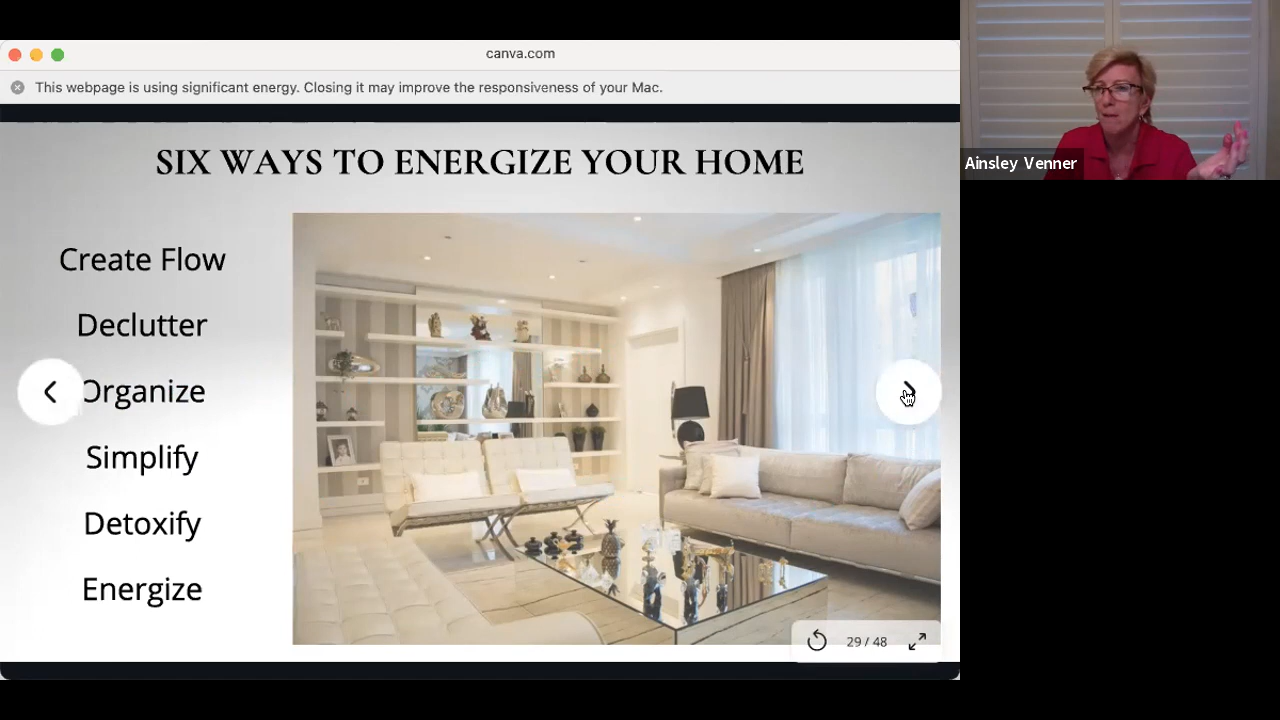 canva.com
This webpage is using significant energy. Closing it may improve the responsiveness of your Mac.
SIX WAYS TO ENERGIZE YOUR HOME
Create Flow
Declutter
Organize
Simplify
Detoxify
Energize
29 / 48
Ainsley Venner